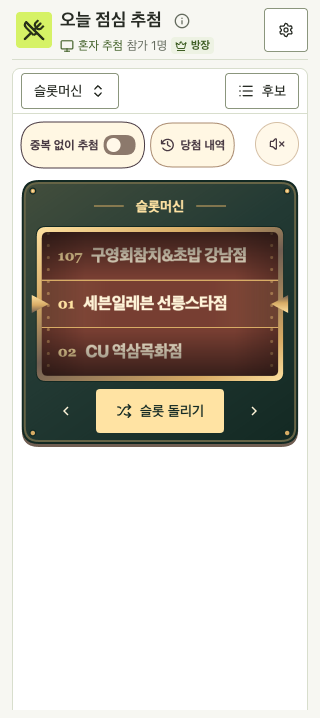 오늘 점심 추첨
혼자 추첨 참가 1명 방장
슬롯머신
후보
중복 없이 추첨
당첨 내역
슬롯머신
107 구영회참치&초밥 강남점
01 세븐일레븐 선릉스타점
02 CU 역삼목화점
슬롯 돌리기